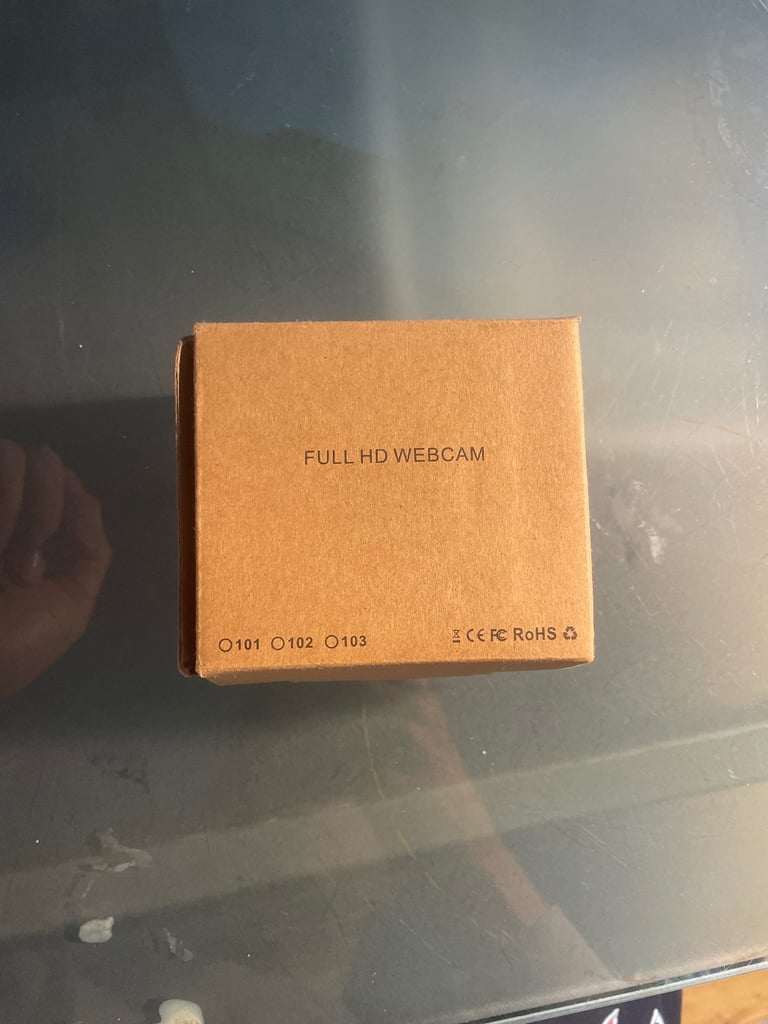 FULL HD WEBCAM
101 102 103
CE FC RoHS